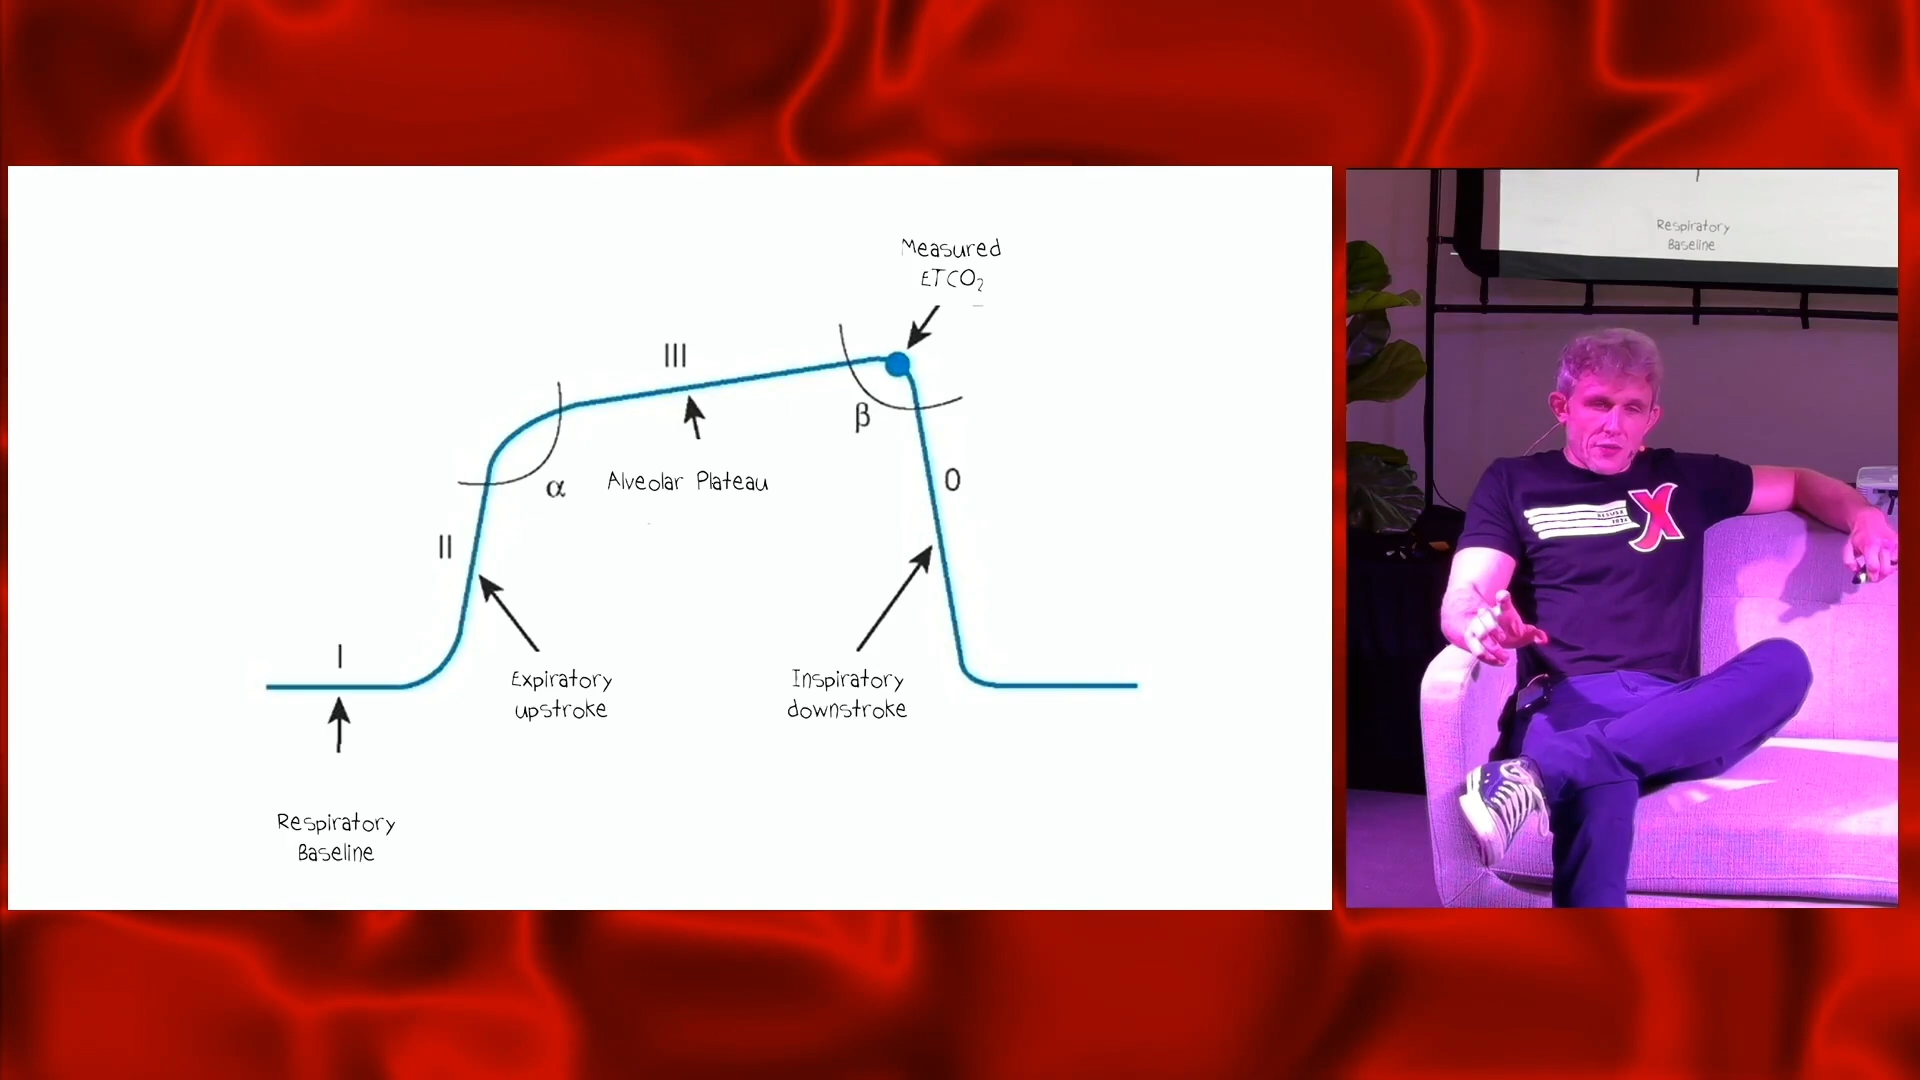 Measured
ETCO₂
III
β
α
Alveolar Plateau
0
II
I
Expiratory
upstroke
Inspiratory
downstroke
Respiratory
Baseline
Respiratory
Baseline
X